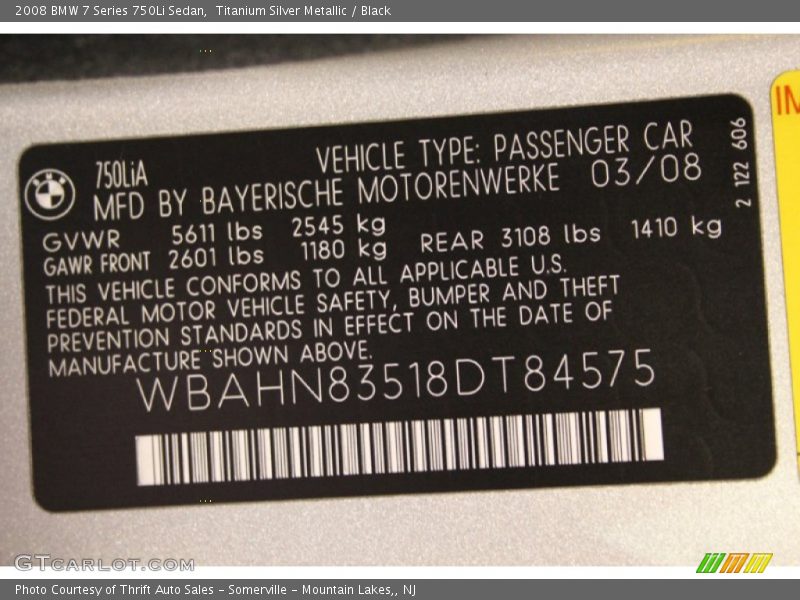 2008 BMW 7 Series 750Li Sedan,  Titanium Silver Metallic / Black
IM
BMW
750LiA
VEHICLE TYPE: PASSENGER CAR
MFD BY BAYERISCHE MOTORENWERKE 03/08
2 122 606
GVWR 5611 lbs 2545 kg
GAWR FRONT 2601 lbs 1180 kg REAR 3108 lbs 1410 kg
THIS VEHICLE CONFORMS TO ALL APPLICABLE U.S.
FEDERAL MOTOR VEHICLE SAFETY, BUMPER AND THEFT
PREVENTION STANDARDS IN EFFECT ON THE DATE OF
MANUFACTURE SHOWN ABOVE.
WBAHN83518DT84575
GTCARLOT.COM
Photo Courtesy of Thrift Auto Sales – Somerville – Mountain Lakes,, NJ